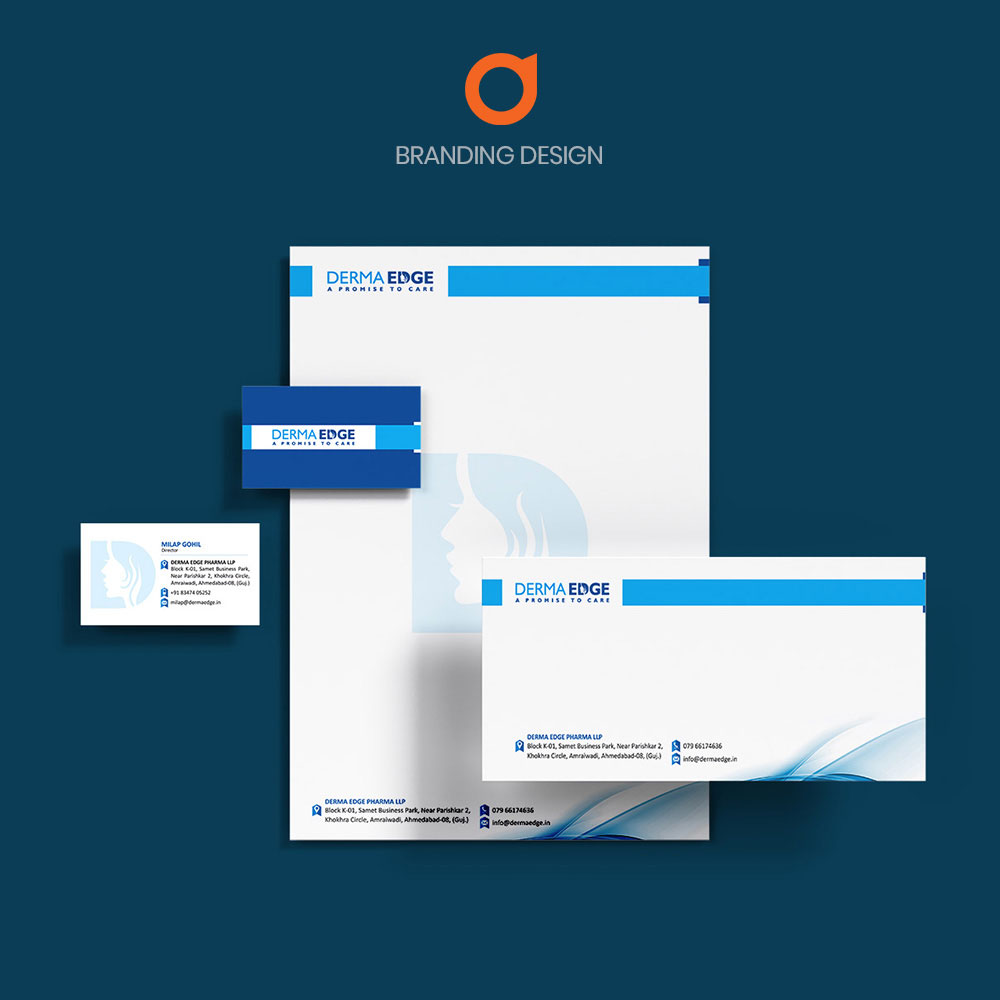 BRANDING DESIGN
DERMA EDGE
A PROMISE TO CARE
DERMA EDGE
A PROMISE TO CARE
MILAP GOHIL
Director
DERMA EDGE PHARMA LLP
Block K-01, Samet Business Park,
Near Parishkar 2, Khokhra Circle,
Amraiwadi, Ahmedabad-08, (Guj.)
+91 83474 05252
milap@dermaedge.in
DERMA EDGE
A PROMISE TO CARE
DERMA EDGE PHARMA LLP
Block K-01, Samet Business Park, Near Parishkar 2,
Khokhra Circle, Amraiwadi, Ahmedabad-08, (Guj.)
079 66174636
info@dermaedge.in
DERMA EDGE PHARMA LLP
Block K-01, Samet Business Park, Near Parishkar 2,
Khokhra Circle, Amraiwadi, Ahmedabad-08, (Guj.)
079 66174636
info@dermaedge.in